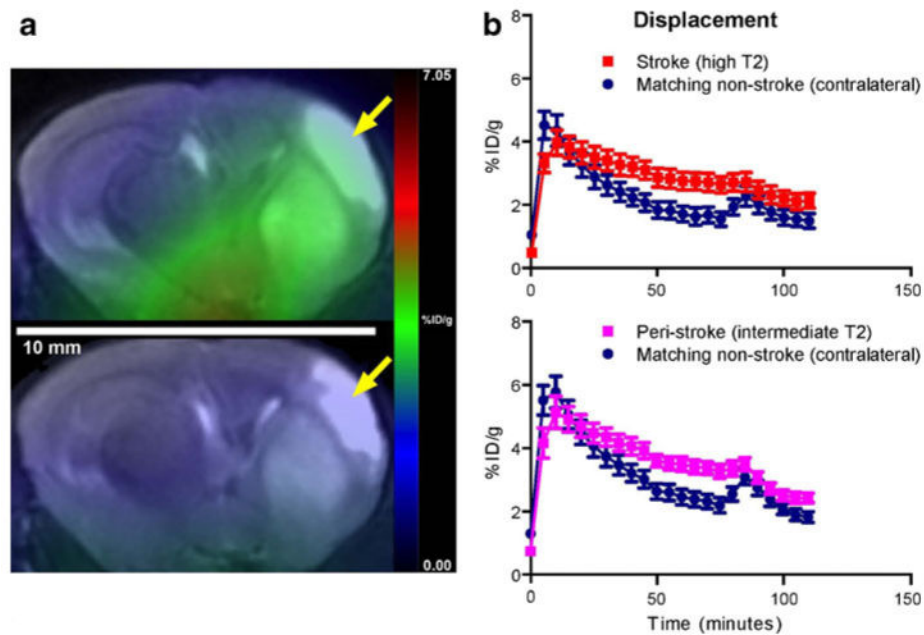 a
7.05
%ID/g
10 mm
0.00
b
Displacement
Stroke (high T2)
Matching non-stroke (contralateral)
8
6
4
2
0
%ID/g
0
50
100
150
Peri-stroke (intermediate T2)
Matching non-stroke (contralateral)
8
6
4
2
0
%ID/g
0
50
100
150
Time (minutes)